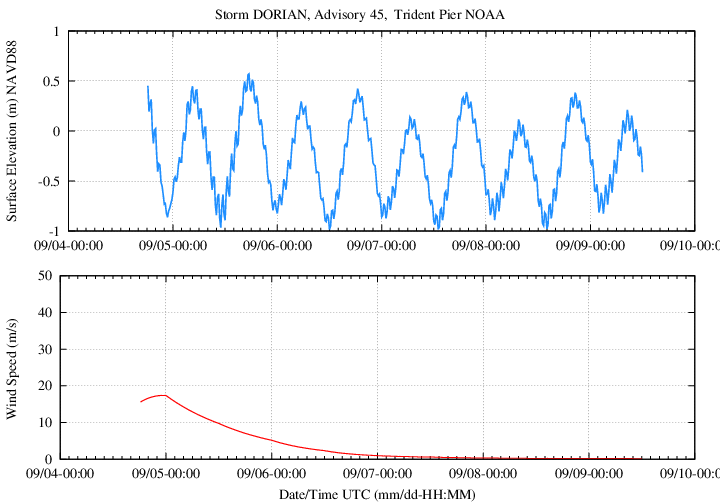 Storm DORIAN, Advisory 45,  Trident Pier NOAA
Surface Elevation (m) NAVD88
1
0.5
0
-0.5
-1
09/04-00:00 09/05-00:00 09/06-00:00 09/07-00:00 09/08-00:00 09/09-00:00 09/10-00:
Wind Speed (m/s)
50
40
30
20
10
0
09/04-00:00 09/05-00:00 09/06-00:00 09/07-00:00 09/08-00:00 09/09-00:00 09/10-00:
Date/Time UTC (mm/dd-HH:MM)